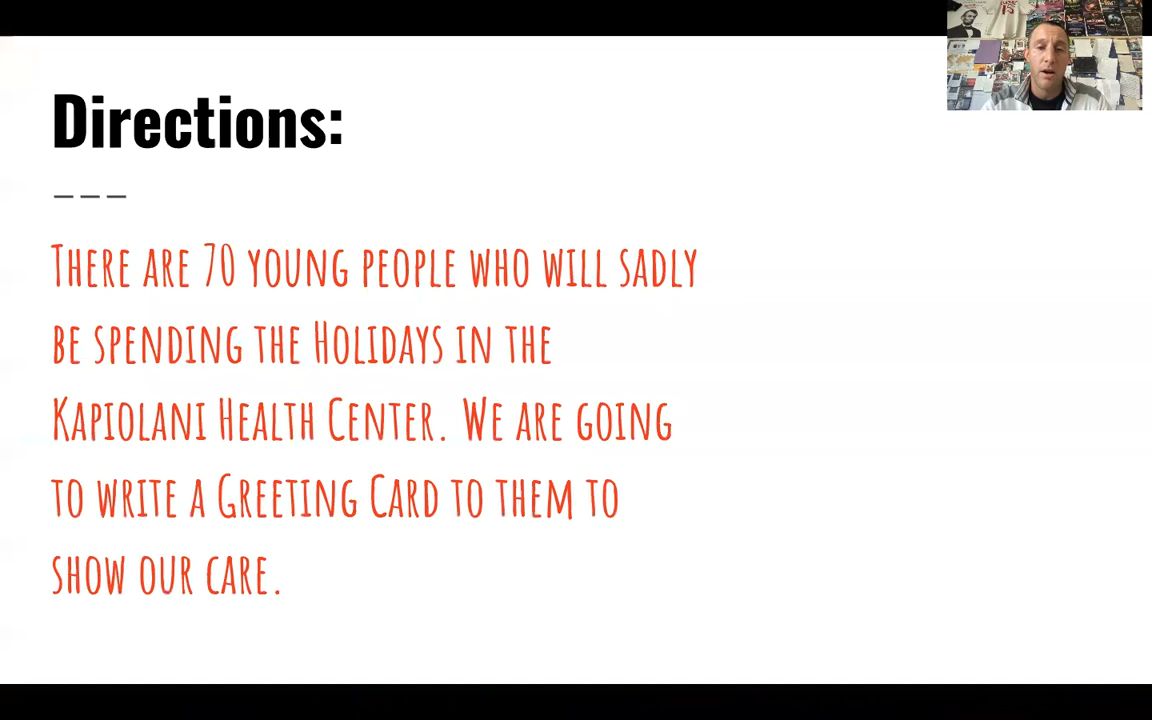 Directions:
There are 70 young people who will sadly
be spending the Holidays in the
Kapiolani Health Center. We are going
to write a Greeting Card to them to
show our care.